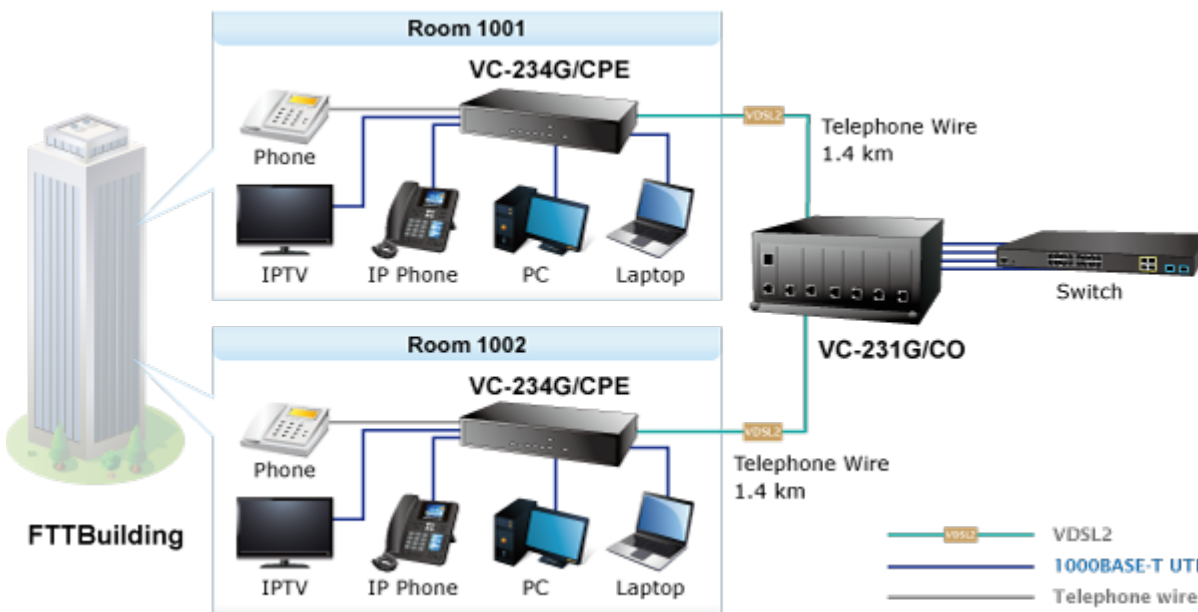 Room 1001
VC-234G/CPE
Phone
IPTV
IP Phone
PC
Laptop
VDSL2
Telephone Wire
1.4 km
VC-231G/CO
Switch
Room 1002
VC-234G/CPE
Phone
IPTV
IP Phone
PC
Laptop
VDSL2
Telephone Wire
1.4 km
FTTBuilding
VDSL2
VDSL2
1000BASE-T UT
Telephone wire